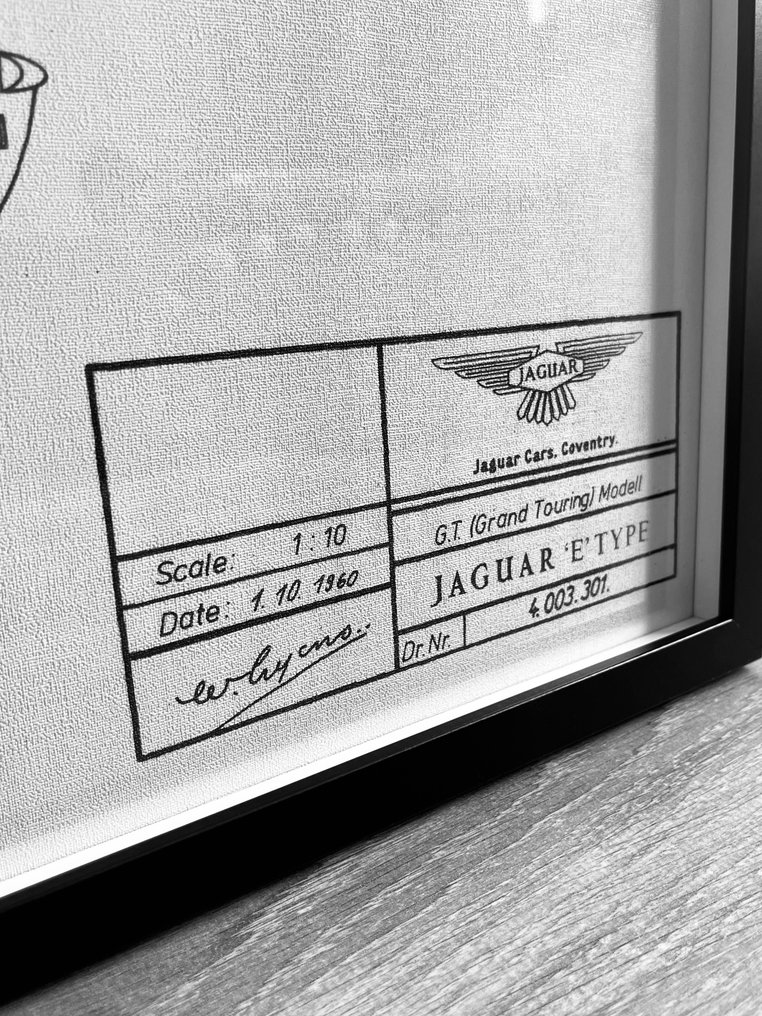 JAGUAR
Jaguar Cars. Coventry.
G.T. (Grand Touring) Modell
JAGUAR ‘E’ TYPE
Dr. Nr. 4.003.301.
Scale: 1 : 10
Date: 1. 10. 1960
w. lyons.